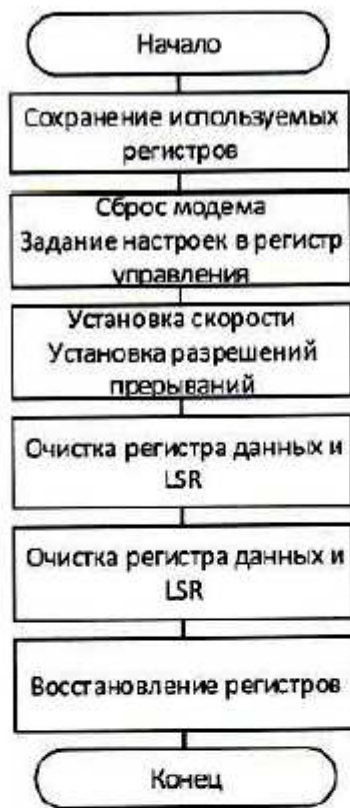 Начало
Сохранение используемых
регистров
Сброс модема
Задание настроек в регистр
управления
Установка скорости
Установка разрешений
прерываний
Очистка регистра данных и
LSR
Очистка регистра данных и
LSR
Восстановление регистров
Конец